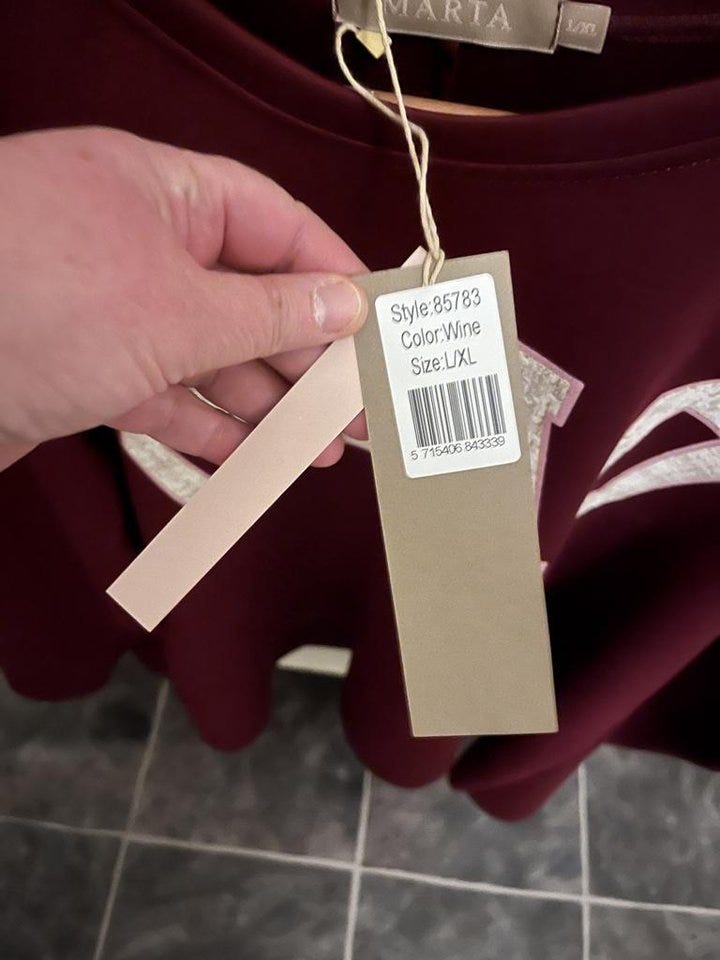 MARTA
L/XL
Style:85783
Color:Wine
Size:L/XL
5 715406 843339